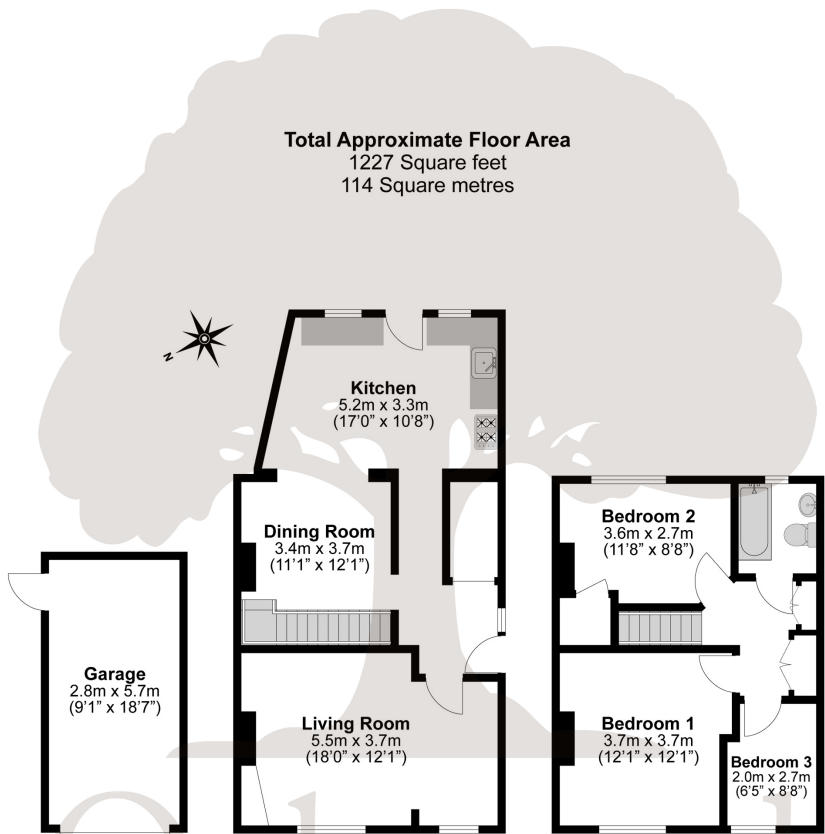 Total Approximate Floor Area
1227 Square feet
114 Square metres
N
Kitchen
5.2m x 3.3m
(17'0" x 10'8")
Dining Room
3.4m x 3.7m
(11'1" x 12'1")
Bedroom 2
3.6m x 2.7m
(11'8" x 8'8")
Garage
2.8m x 5.7m
(9'1" x 18'7")
Living Room
5.5m x 3.7m
(18'0" x 12'1")
Bedroom 1
3.7m x 3.7m
(12'1" x 12'1")
Bedroom 3
2.0m x 2.7m
(6'5" x 8'8")